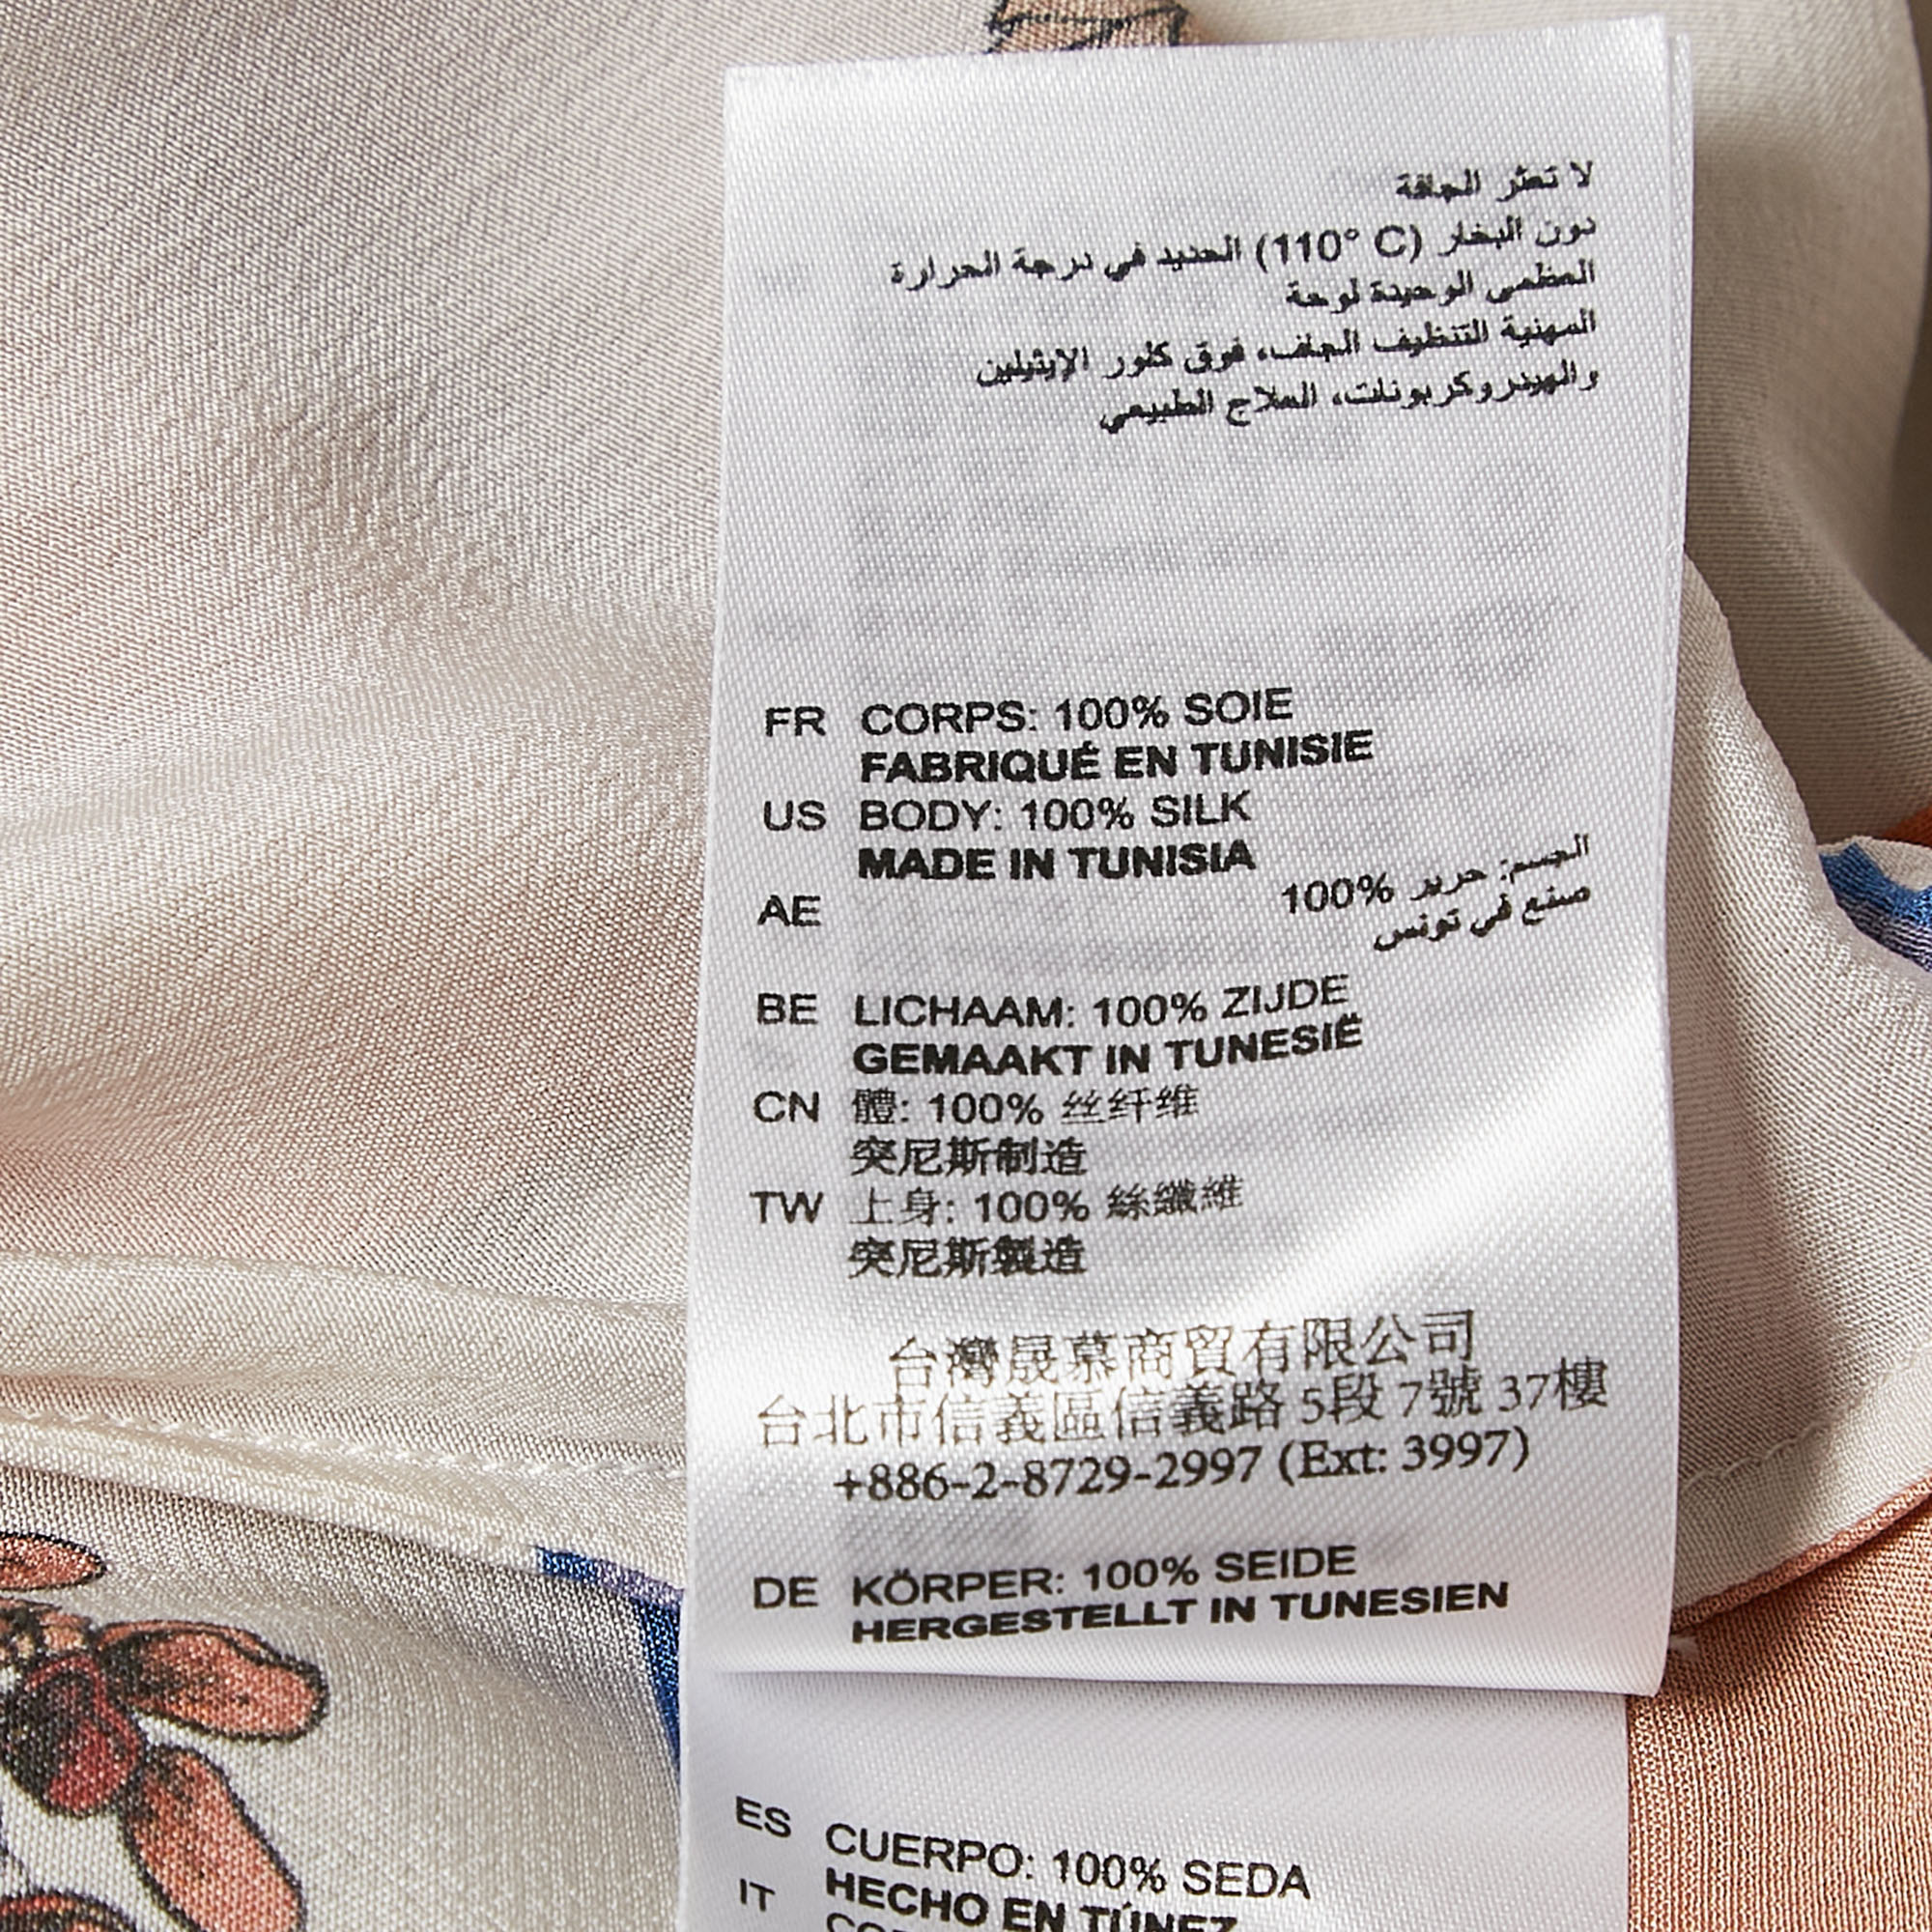 لا تعثر الجافة
دون البخار (110° C) الحديد في درجة الحرارة
العظمى الوحيدة لوحة
المهنية للتنظيف الجاف، فوق كلور الإيثيلين
والهيدروكربونات، العلاج الطبيعي
FR CORPS: 100% SOIE
FABRIQUÉ EN TUNISIE
US BODY: 100% SILK
MADE IN TUNISIA
AE الجسم: حرير 100%
صنع في تونس
BE LICHAAM: 100% ZIJDE
GEMAAKT IN TUNESIË
CN 體: 100% 丝纤维
突尼斯制造
TW 上身: 100% 絲纖維
突尼斯製造
台灣晟慕商貿有限公司
台北市信義區信義路 5段 7號 37樓
+886-2-8729-2997 (Ext: 3997)
DE KÖRPER: 100% SEIDE
HERGESTELLT IN TUNESIEN
ES CUERPO: 100% SEDA
HECHO EN TÚNEZ
IT